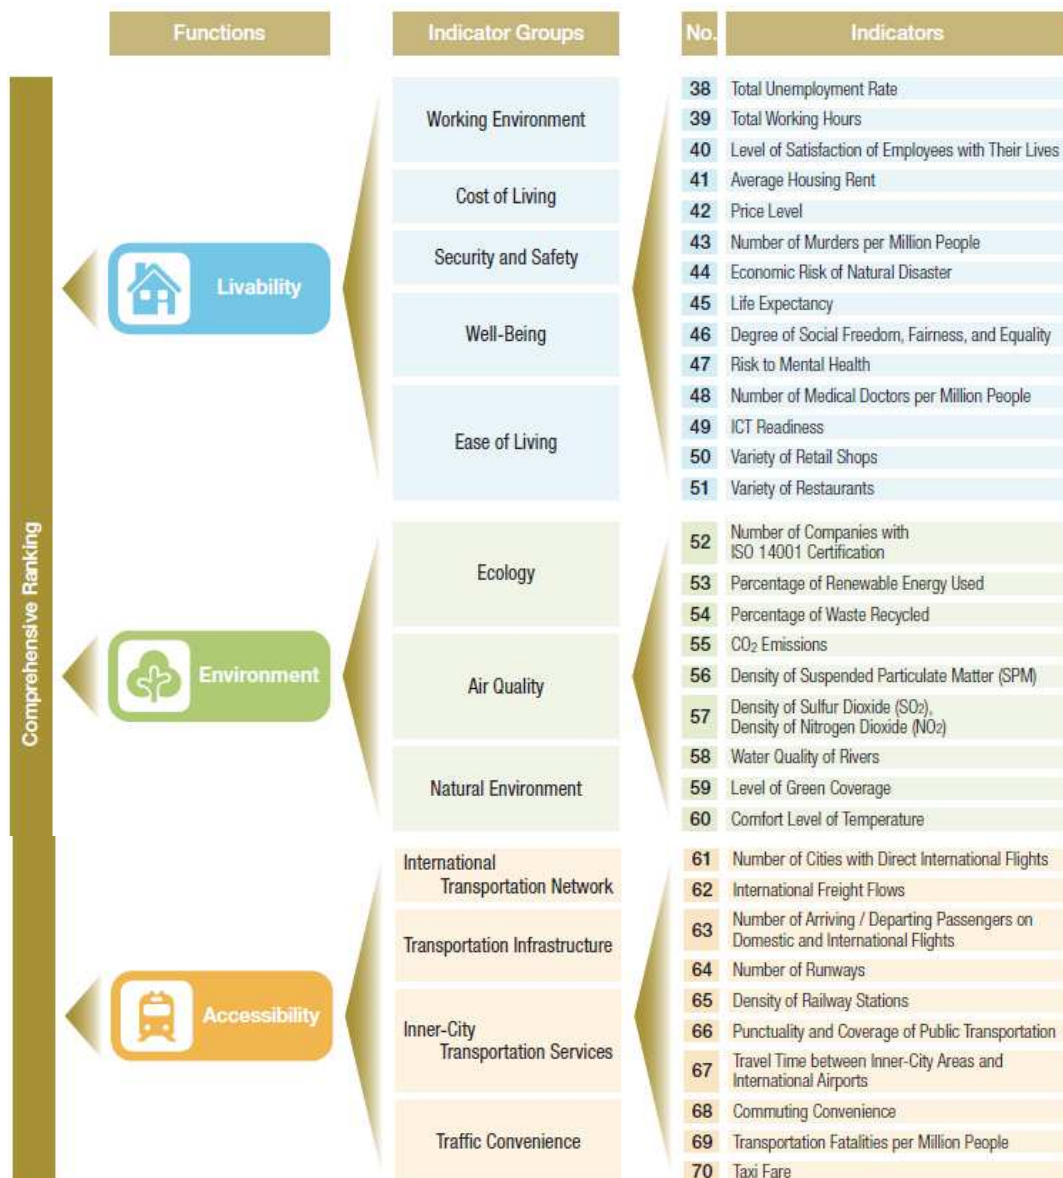 Functions
Indicator Groups
No.
Indicators
Comprehensive Ranking
Livability
Working Environment
Cost of Living
Security and Safety
Well-Being
Ease of Living
38 Total Unemployment Rate
39 Total Working Hours
40 Level of Satisfaction of Employees with Their Lives
41 Average Housing Rent
42 Price Level
43 Number of Murders per Million People
44 Economic Risk of Natural Disaster
45 Life Expectancy
46 Degree of Social Freedom, Fairness, and Equality
47 Risk to Mental Health
48 Number of Medical Doctors per Million People
49 ICT Readiness
50 Variety of Retail Shops
51 Variety of Restaurants
Environment
Ecology
Air Quality
Natural Environment
52 Number of Companies with
ISO 14001 Certification
53 Percentage of Renewable Energy Used
54 Percentage of Waste Recycled
55 CO2 Emissions
56 Density of Suspended Particulate Matter (SPM)
57 Density of Sulfur Dioxide (SO2),
Density of Nitrogen Dioxide (NO2)
58 Water Quality of Rivers
59 Level of Green Coverage
60 Comfort Level of Temperature
Accessibility
International
Transportation Network
Transportation Infrastructure
Inner-City
Transportation Services
Traffic Convenience
61 Number of Cities with Direct International Flights
62 International Freight Flows
63 Number of Arriving / Departing Passengers on
Domestic and International Flights
64 Number of Runways
65 Density of Railway Stations
66 Punctuality and Coverage of Public Transportation
67 Travel Time between Inner-City Areas and
International Airports
68 Commuting Convenience
69 Transportation Fatalities per Million People
70 Taxi Fare